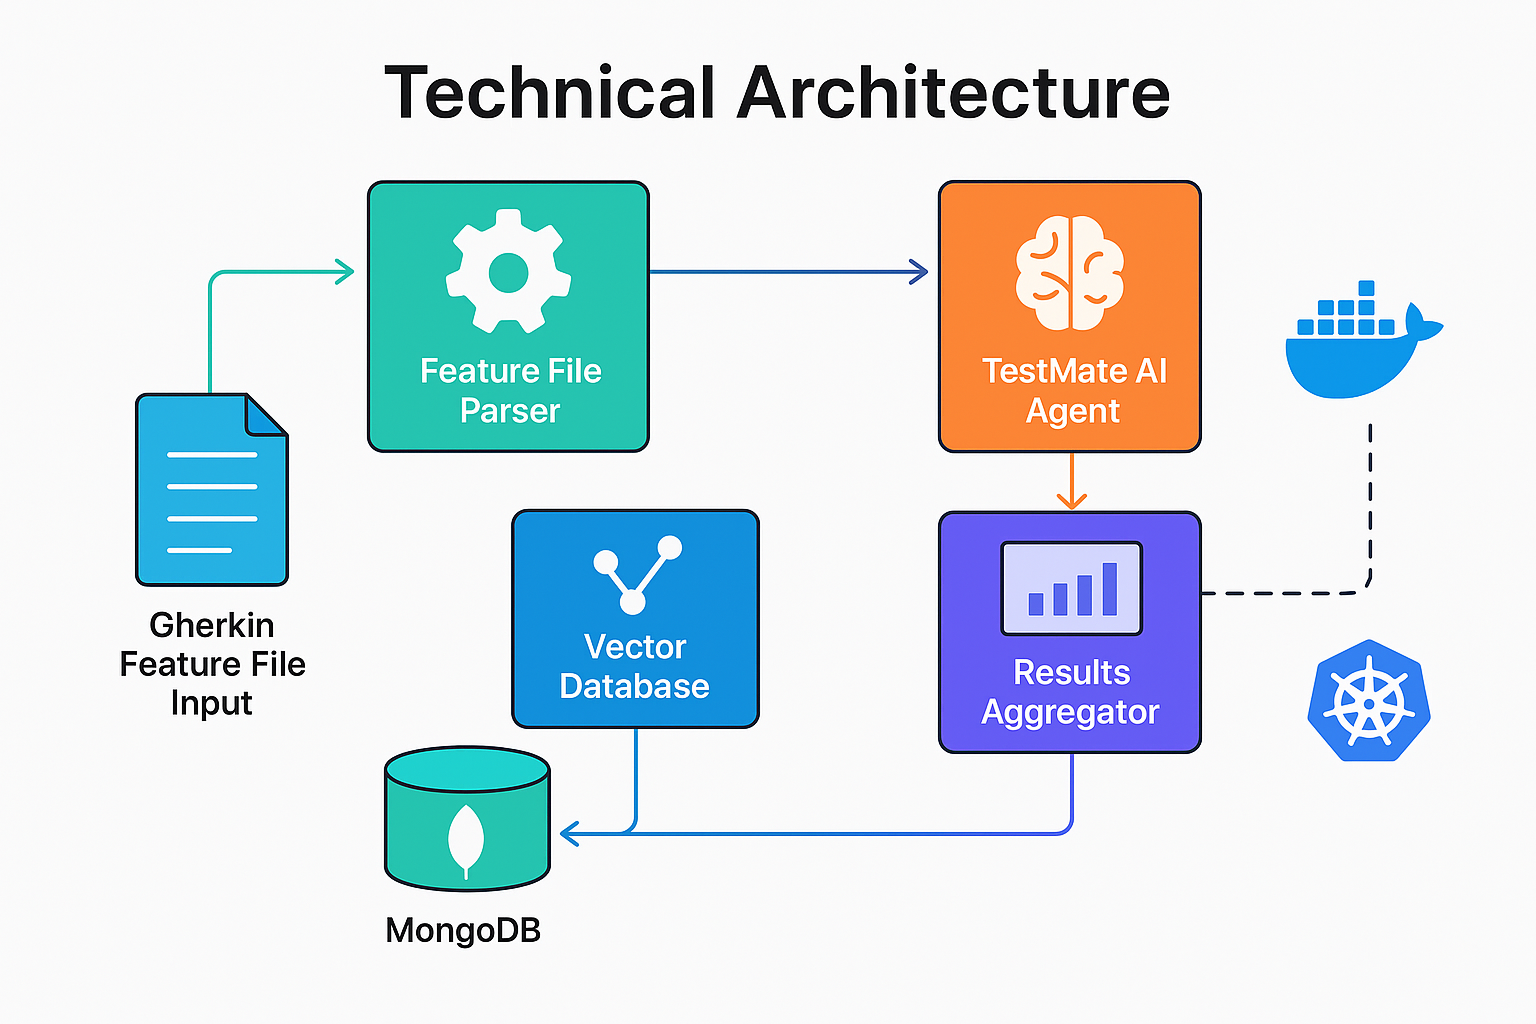 Technical Architecture
Feature File
Parser
TestMate AI
Agent
Gherkin
Feature File
Input
Vector
Database
Results
Aggregator
MongoDB